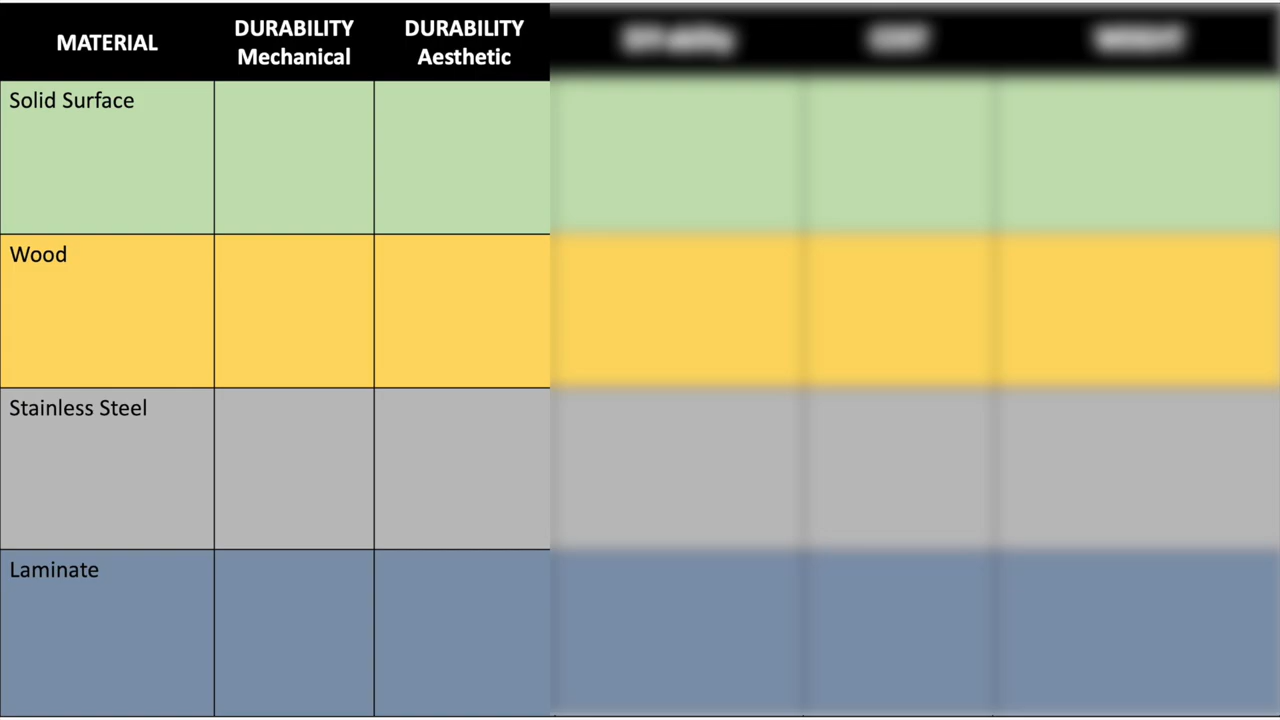 MATERIAL
DURABILITY
Mechanical
DURABILITY
Aesthetic
Solid Surface
Wood
Stainless Steel
Laminate